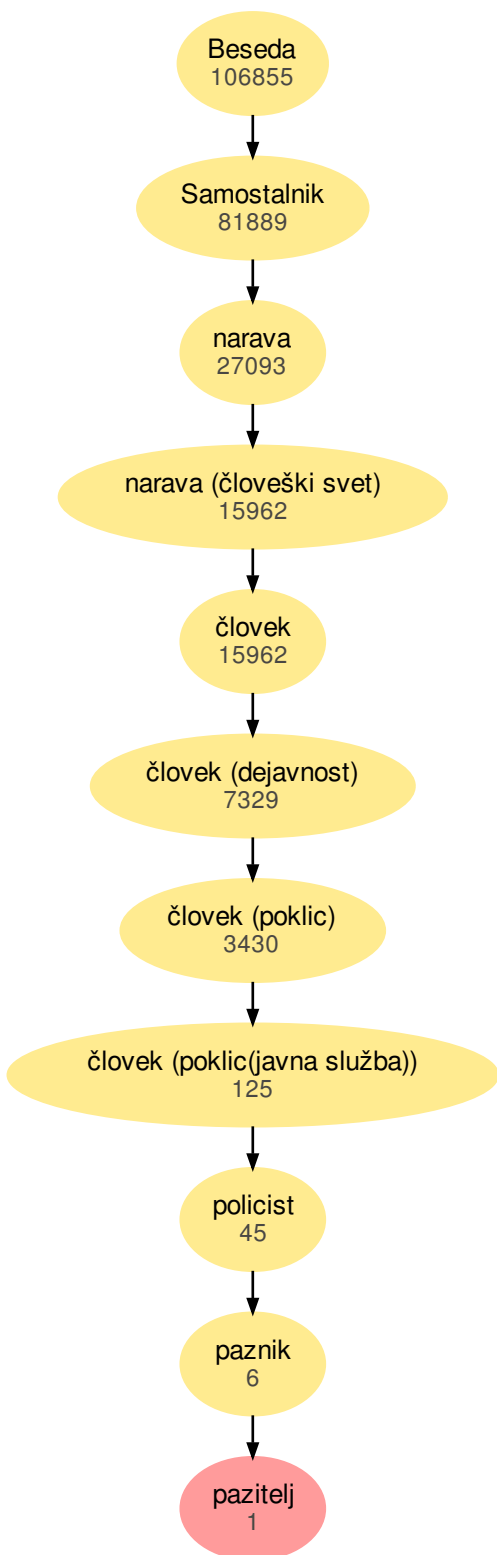 Beseda
106855
Samostalnik
81889
narava
27093
narava (človeški svet)
15962
človek
15962
človek (dejavnost)
7329
človek (poklic)
3430
človek (poklic(javna služba))
125
policist
45
paznik
6
pazitelj
1